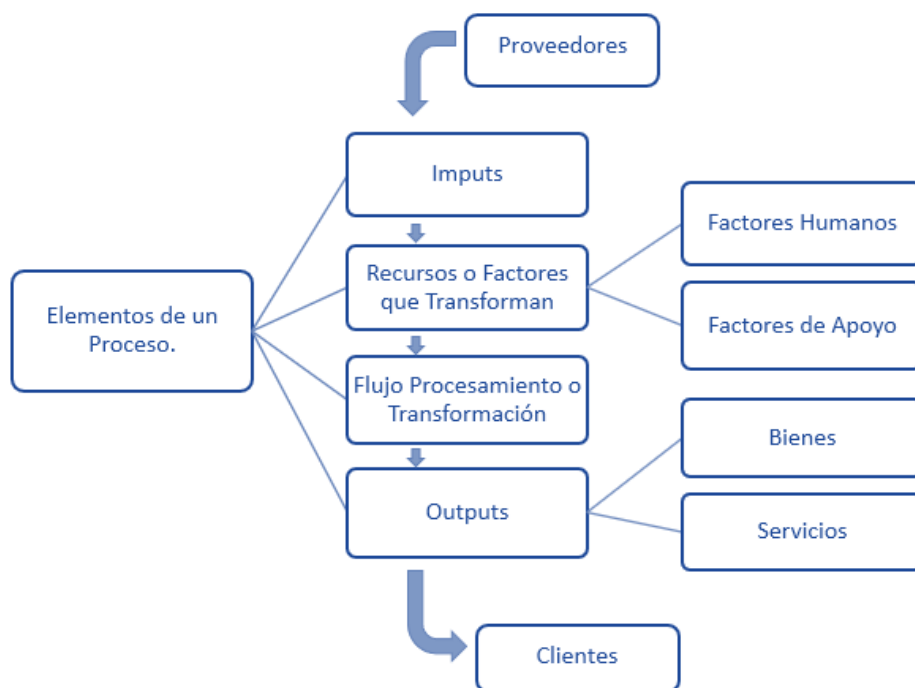 Proveedores
Imputs
Recursos o Factores
que Transforman
Factores Humanos
Factores de Apoyo
Elementos de un
Proceso.
Flujo Procesamiento o
Transformación
Bienes
Outputs
Servicios
Clientes